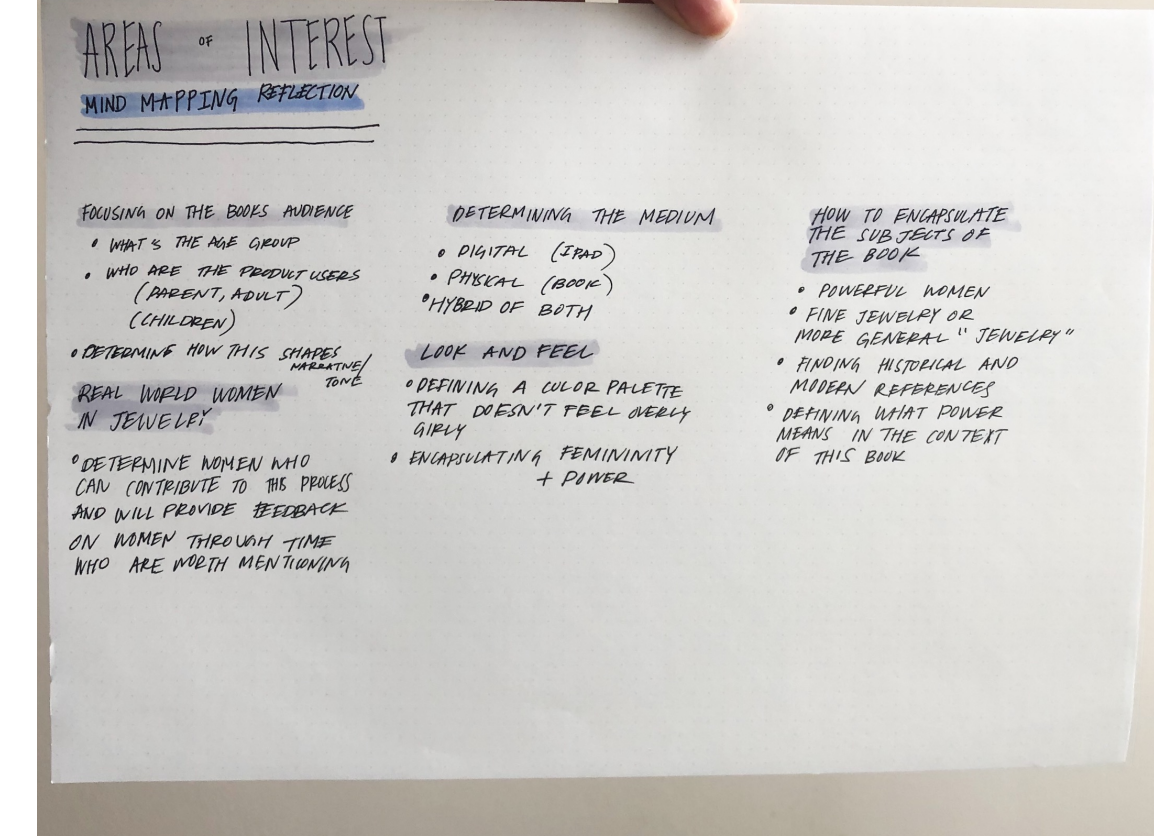 AREAS OF INTEREST
MIND MAPPING REFLECTION
FOCUSING ON THE BOOKS AUDIENCE
• WHAT'S THE AGE GROUP
• WHO ARE THE PRODUCT USERS
(PARENT, ADULT)
(CHILDREN)
• DETERMINE HOW THIS SHAPES
NARRATIVE/
TONE
REAL WORLD WOMEN
IN JEWELRY
• DETERMINE WOMEN WHO
CAN CONTRIBUTE TO THIS PROCESS
AND WILL PROVIDE FEEDBACK
ON WOMEN THROUGH TIME
WHO ARE WORTH MENTIONING
DETERMINING THE MEDIUM
• DIGITAL (IPAD)
• PHYSICAL (BOOK)
• HYBRID OF BOTH
LOOK AND FEEL
• DEFINING A COLOR PALETTE
THAT DOESN'T FEEL OVERLY
GIRLY
• ENCAPSULATING FEMININITY
+ POWER
HOW TO ENCAPSULATE
THE SUBJECTS OF
THE BOOK
• POWERFUL WOMEN
• FINE JEWELRY OR
MORE GENERAL "JEWELRY"
• FINDING HISTORICAL AND
MODERN REFERENCES
• DEFINING WHAT POWER
MEANS IN THE CONTEXT
OF THIS BOOK